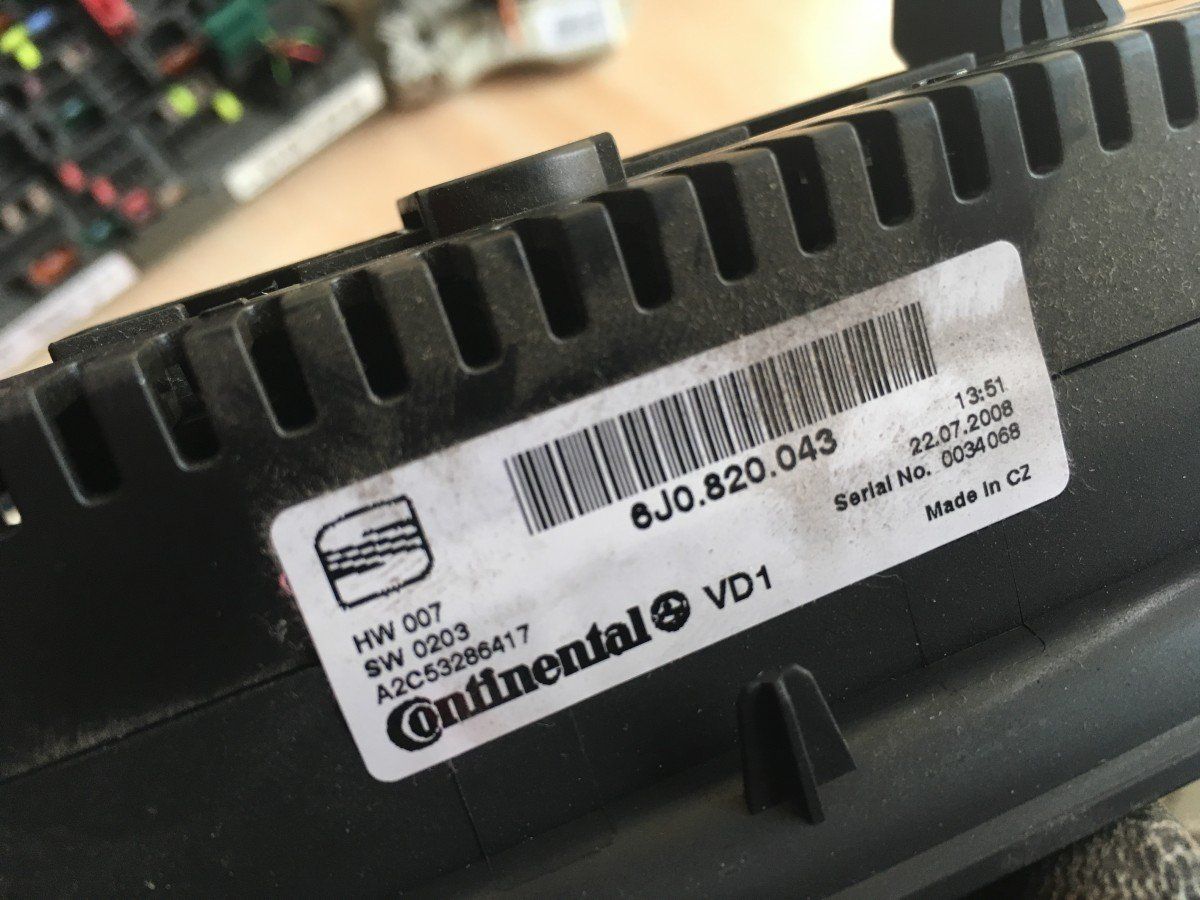 6J0.820.043
13:51
22.07.2008
Serial No. 0034068
Made in CZ
HW 007
SW 0203
A2C53286417
Continental VD1